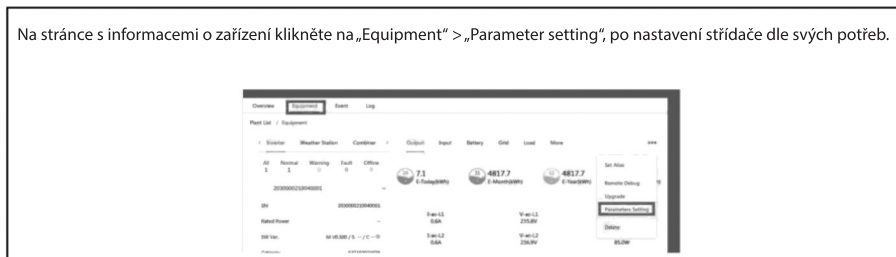 Na stránce s informacemi o zařízení klikněte na „Equipment“ > „Parameter setting“, po nastavení střídače dle svých potřeb.
Overview Equipment Event Log
Plant List / Equipment
Inverter Weather Station Combiner Output Input Battery Grid Load More
All Normal Warning Fault Offline
1 1 0 0 0
7.1 E-Today(kWh)
4817.7 E-Month(kWh)
4817.7 E-Year(kWh)
Set Alias
Remote Debug
Upgrade
Parameters Setting
Delete
SN
Rated Power --
0.6A 235.8V
0.6A 236.9V 85.0W